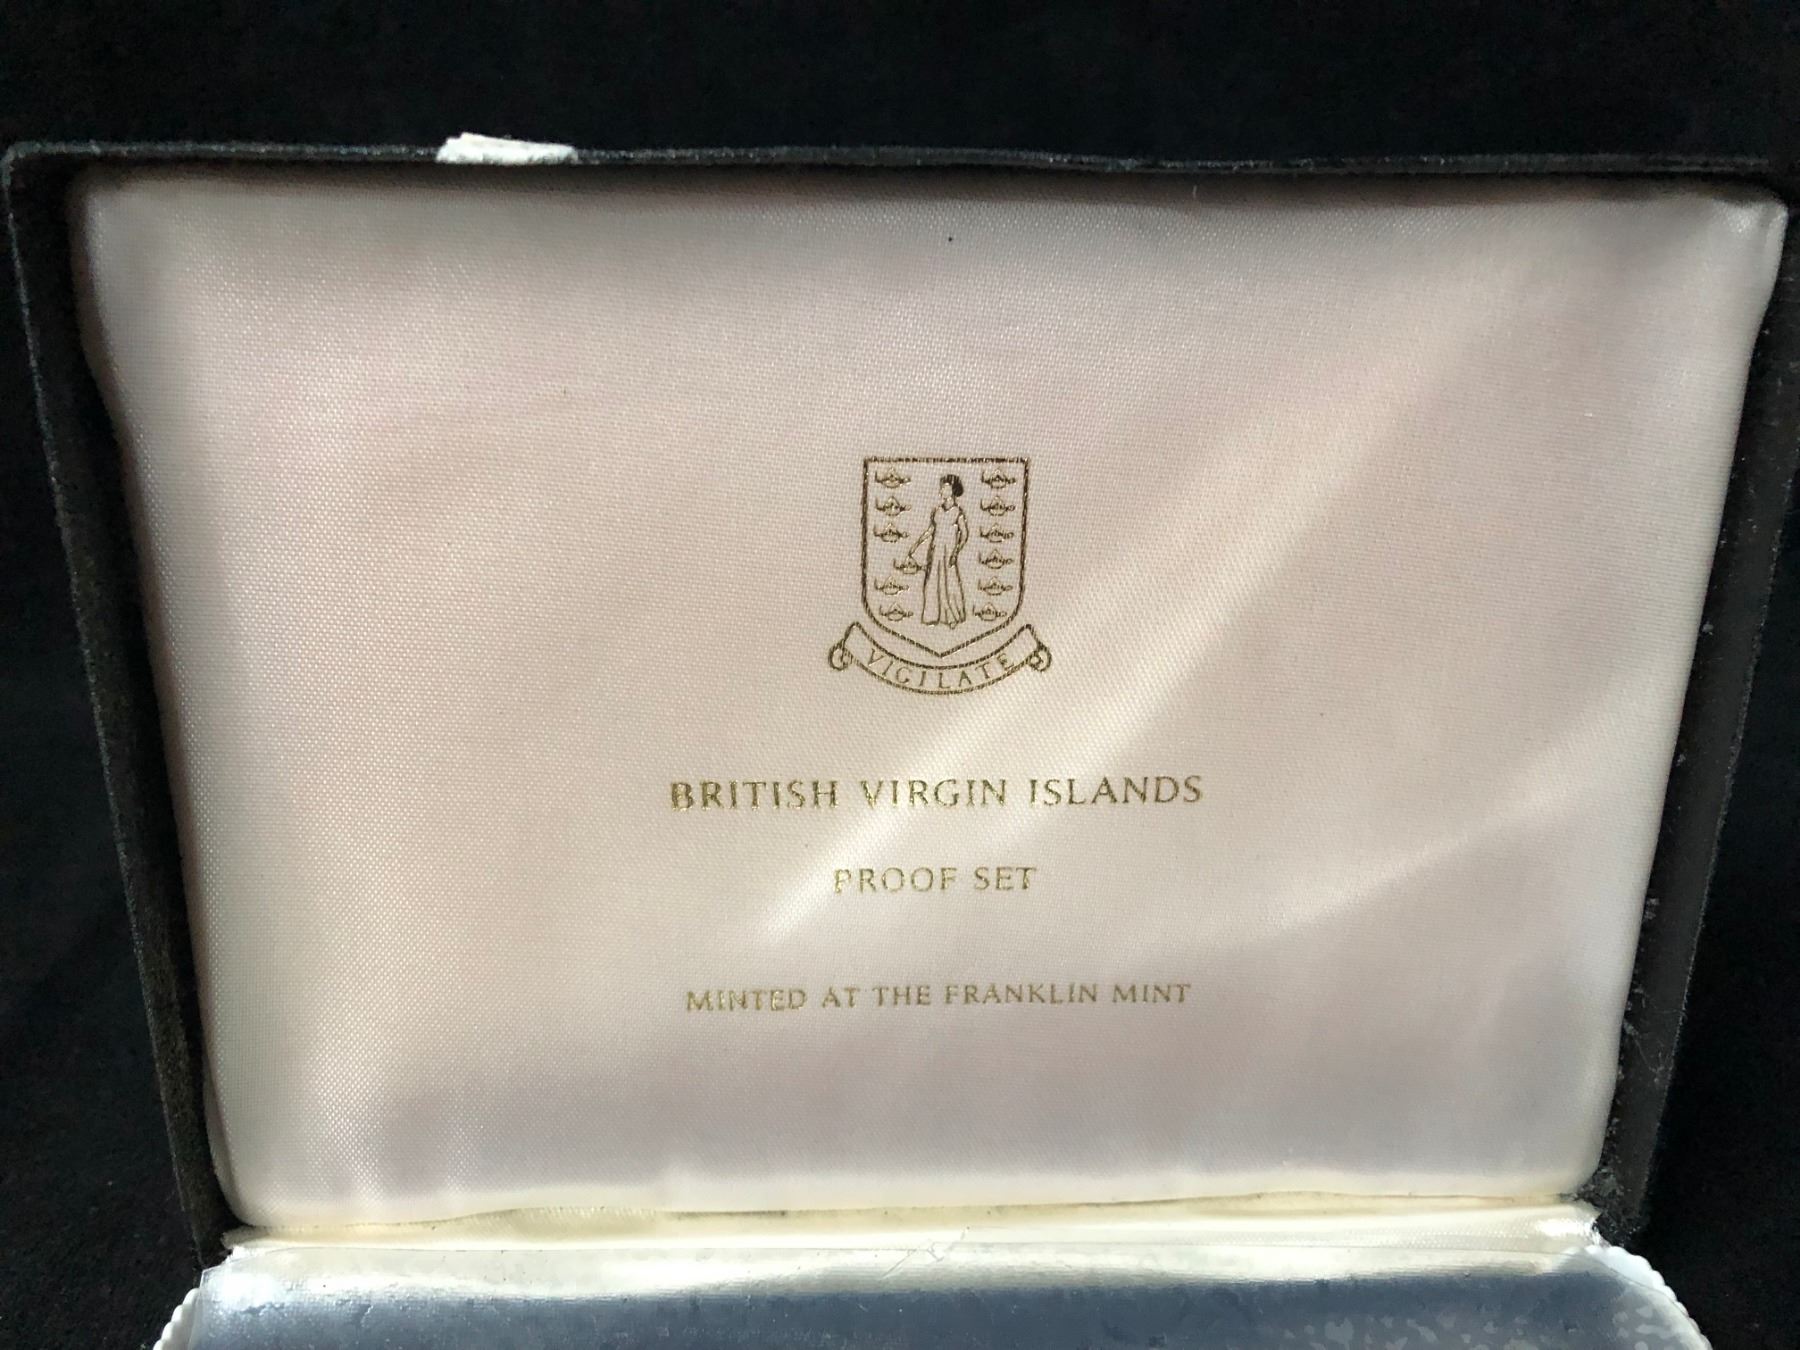 VIGILATE
BRITISH VIRGIN ISLANDS
PROOF SET
MINTED AT THE FRANKLIN MINT